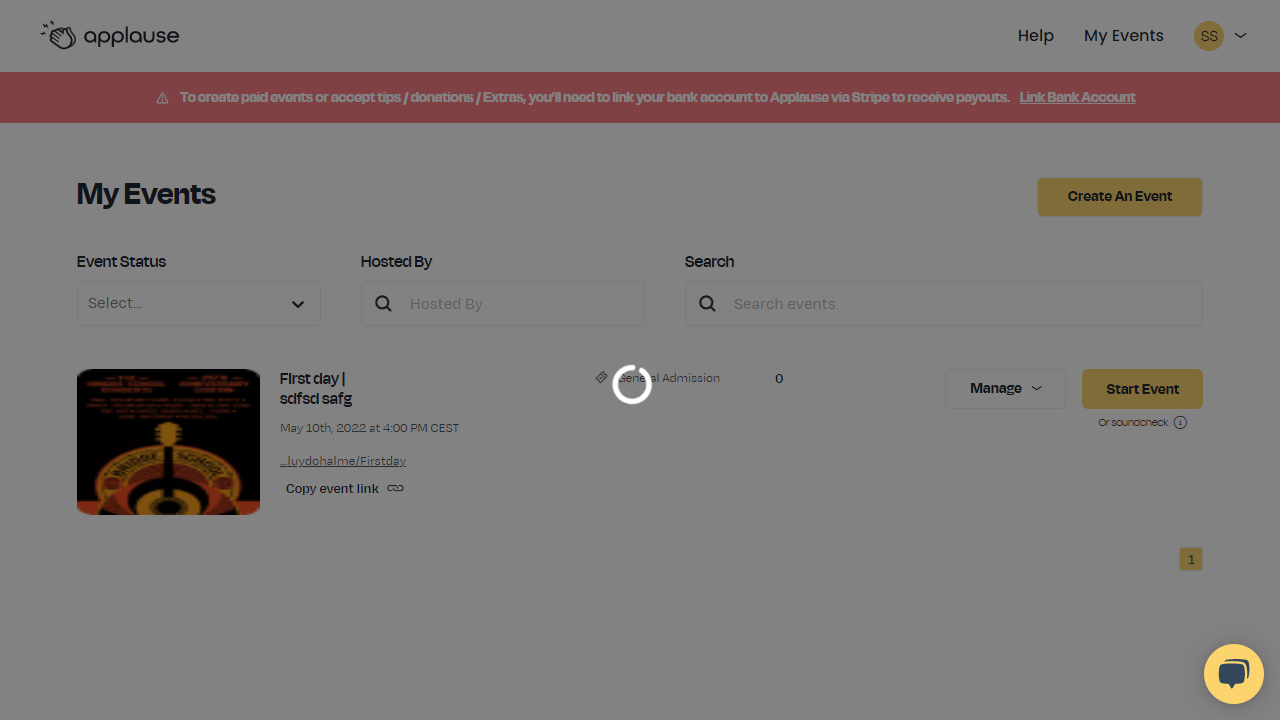 applause
Help
My Events
SS
To create paid events or accept tips / donations / Extras, you'll need to link your bank account to Applause via Stripe to receive payouts. Link Bank Account
My Events
Create An Event
Event Status
Hosted By
Search
Select...
Hosted By
Search events
First day |
sdfsd safg
May 10th, 2022 at 4:00 PM CEST
...luydohalme/Firstday
Copy event link
General Admission
0
Manage
Start Event
Or soundcheck
BRIDGE SCHOOL
1